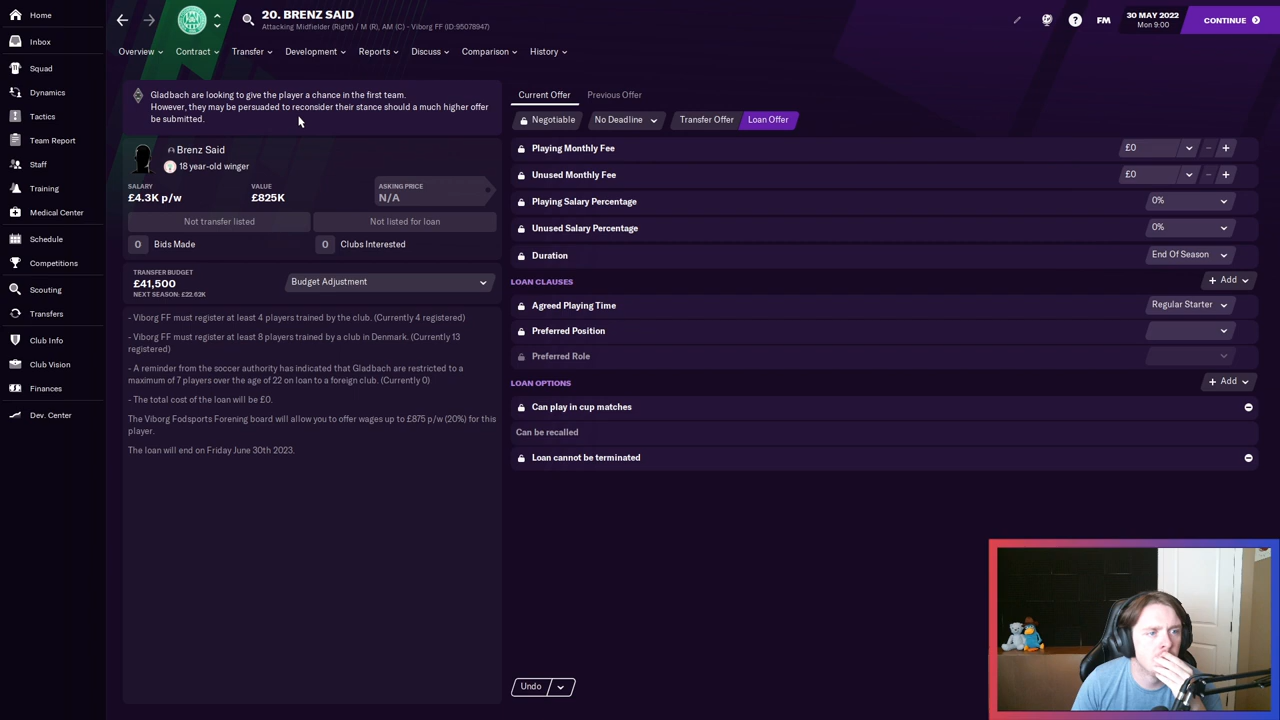 Home
Inbox
Squad
Dynamics
Tactics
Team Report
Staff
Training
Medical Center
Schedule
Competitions
Scouting
Transfers
Club Info
Club Vision
Finances
Dev. Center
20. BRENZ SAID
Attacking Midfielder (Right) / M (R), AM (C) - Viborg FF (ID:95078947)
FM
30 MAY 2022
Mon 9:00
CONTINUE
Overview
Contract
Transfer
Development
Reports
Discuss
Comparison
History
Gladbach are looking to give the player a chance in the first team.
However, they may be persuaded to reconsider their stance should a much higher offer
be submitted.
Brenz Said
18 year-old winger
SALARY
£4.3K p/w
VALUE
£825K
ASKING PRICE
N/A
Not transfer listed
Not listed for loan
0 Bids Made
0 Clubs Interested
TRANSFER BUDGET
£41,500
NEXT SEASON: £22.62K
Budget Adjustment
- Viborg FF must register at least 4 players trained by the club. (Currently 4 registered)
- Viborg FF must register at least 8 players trained by a club in Denmark. (Currently 13
registered)
- A reminder from the soccer authority has indicated that Gladbach are restricted to a
maximum of 7 players over the age of 22 on loan to a foreign club. (Currently 0)
- The total cost of the loan will be £0.
The Viborg Fodsports Forening board will allow you to offer wages up to £875 p/w (20%) for this
player.
The loan will end on Friday June 30th 2023.
Current Offer
Previous Offer
Negotiable
No Deadline
Transfer Offer
Loan Offer
Playing Monthly Fee £0
Unused Monthly Fee £0
Playing Salary Percentage 0%
Unused Salary Percentage 0%
Duration End Of Season
LOAN CLAUSES + Add
Agreed Playing Time Regular Starter
Preferred Position
Preferred Role
LOAN OPTIONS + Add
Can play in cup matches
Can be recalled
Loan cannot be terminated
Undo